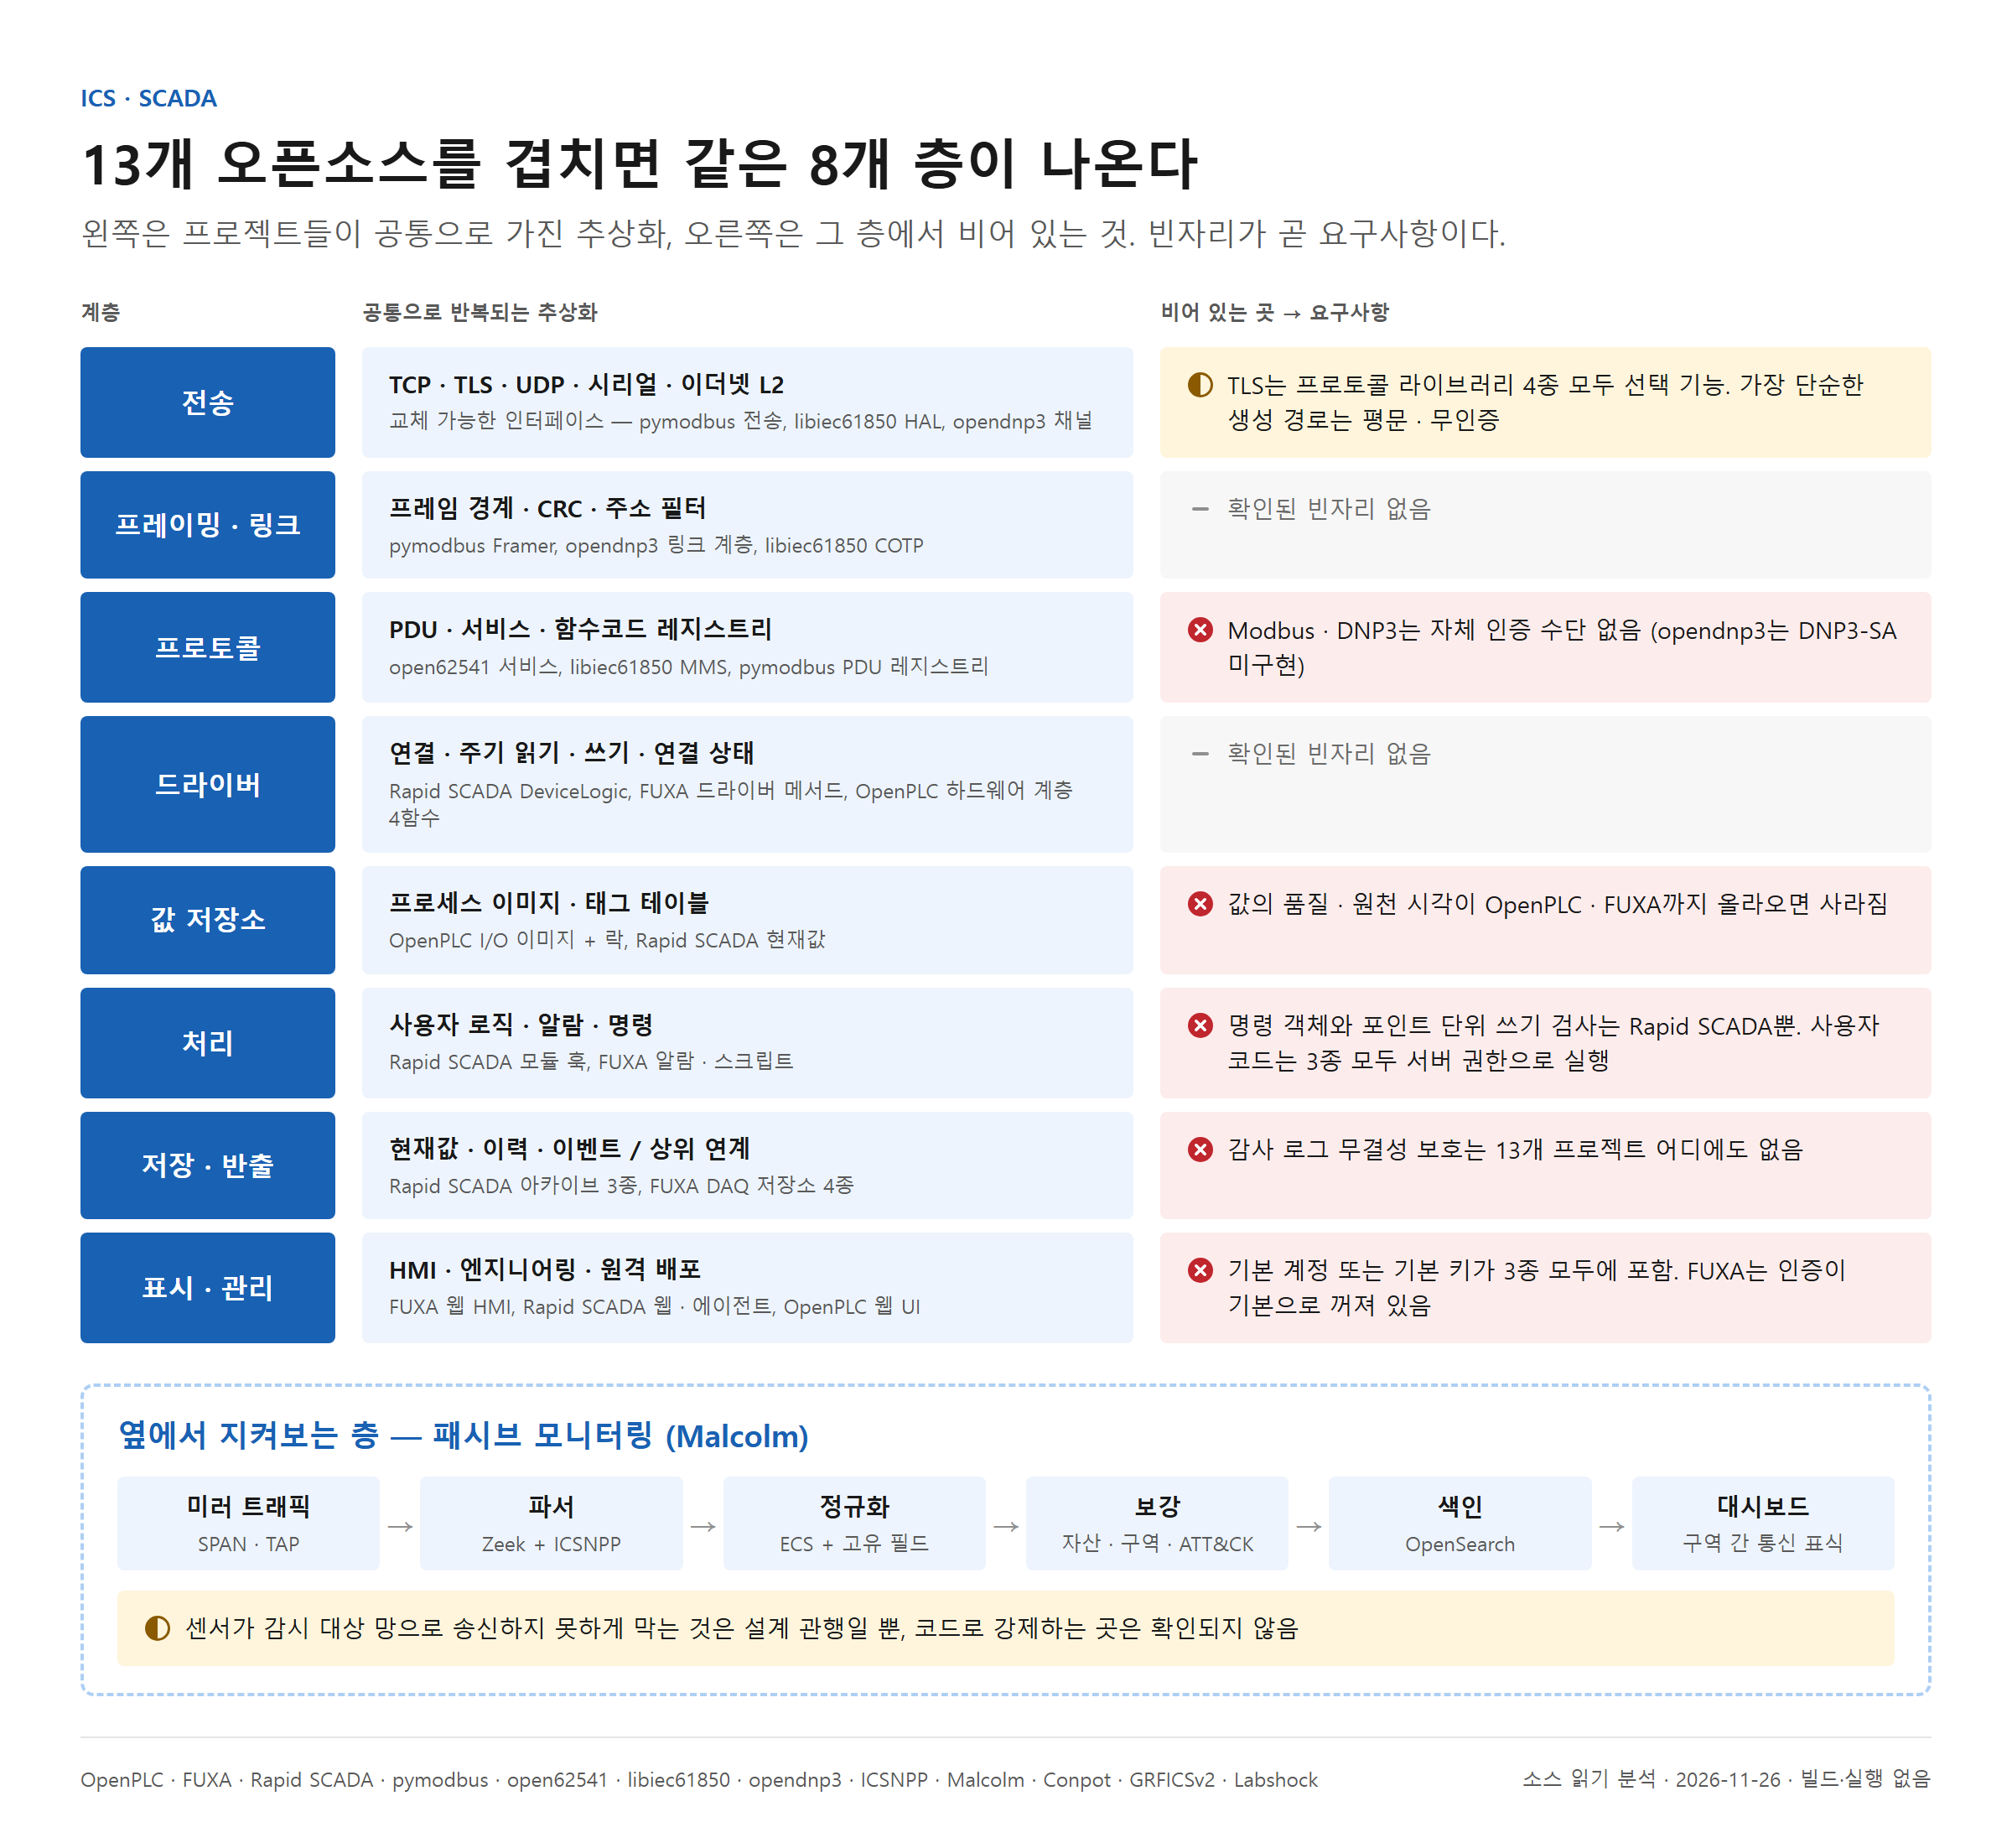 ICS · SCADA
13개 오픈소스를 겹치면 같은 8개 층이 나온다
왼쪽은 프로젝트들이 공통으로 가진 추상화, 오른쪽은 그 층에서 비어 있는 것. 빈자리가 곧 요구사항이다.
계층
공통으로 반복되는 추상화
비어 있는 곳 → 요구사항
전송
TCP · TLS · UDP · 시리얼 · 이더넷 L2
교체 가능한 인터페이스 — pymodbus 전송, libiec61850 HAL, opendnp3 채널
TLS는 프로토콜 라이브러리 4종 모두 선택 기능. 가장 단순한
생성 경로는 평문 · 무인증
프레이밍 · 링크
프레임 경계 · CRC · 주소 필터
pymodbus Framer, opendnp3 링크 계층, libiec61850 COTP
– 확인된 빈자리 없음
프로토콜
PDU · 서비스 · 함수코드 레지스트리
open62541 서비스, libiec61850 MMS, pymodbus PDU 레지스트리
Modbus · DNP3는 자체 인증 수단 없음 (opendnp3는 DNP3-SA
미구현)
드라이버
연결 · 주기 읽기 · 쓰기 · 연결 상태
Rapid SCADA DeviceLogic, FUXA 드라이버 메서드, OpenPLC 하드웨어 계층
4함수
– 확인된 빈자리 없음
값 저장소
프로세스 이미지 · 태그 테이블
OpenPLC I/O 이미지 + 락, Rapid SCADA 현재값
값의 품질 · 원천 시각이 OpenPLC · FUXA까지 올라오면 사라짐
처리
사용자 로직 · 알람 · 명령
Rapid SCADA 모듈 훅, FUXA 알람 · 스크립트
명령 객체와 포인트 단위 쓰기 검사는 Rapid SCADA뿐. 사용자
코드는 3종 모두 서버 권한으로 실행
저장 · 반출
현재값 · 이력 · 이벤트 / 상위 연계
Rapid SCADA 아카이브 3종, FUXA DAQ 저장소 4종
감사 로그 무결성 보호는 13개 프로젝트 어디에도 없음
표시 · 관리
HMI · 엔지니어링 · 원격 배포
FUXA 웹 HMI, Rapid SCADA 웹 · 에이전트, OpenPLC 웹 UI
기본 계정 또는 기본 키가 3종 모두에 포함. FUXA는 인증이
기본으로 꺼져 있음
옆에서 지켜보는 층 — 패시브 모니터링 (Malcolm)
미러 트래픽
SPAN · TAP
→
파서
Zeek + ICSNPP
→
정규화
ECS + 고유 필드
→
보강
자산 · 구역 · ATT&CK
→
색인
OpenSearch
→
대시보드
구역 간 통신 표식
센서가 감시 대상 망으로 송신하지 못하게 막는 것은 설계 관행일 뿐, 코드로 강제하는 곳은 확인되지 않음
OpenPLC · FUXA · Rapid SCADA · pymodbus · open62541 · libiec61850 · opendnp3 · ICSNPP · Malcolm · Conpot · GRFICSv2 · Labshock
소스 읽기 분석 · 2026-11-26 · 빌드·실행 없음